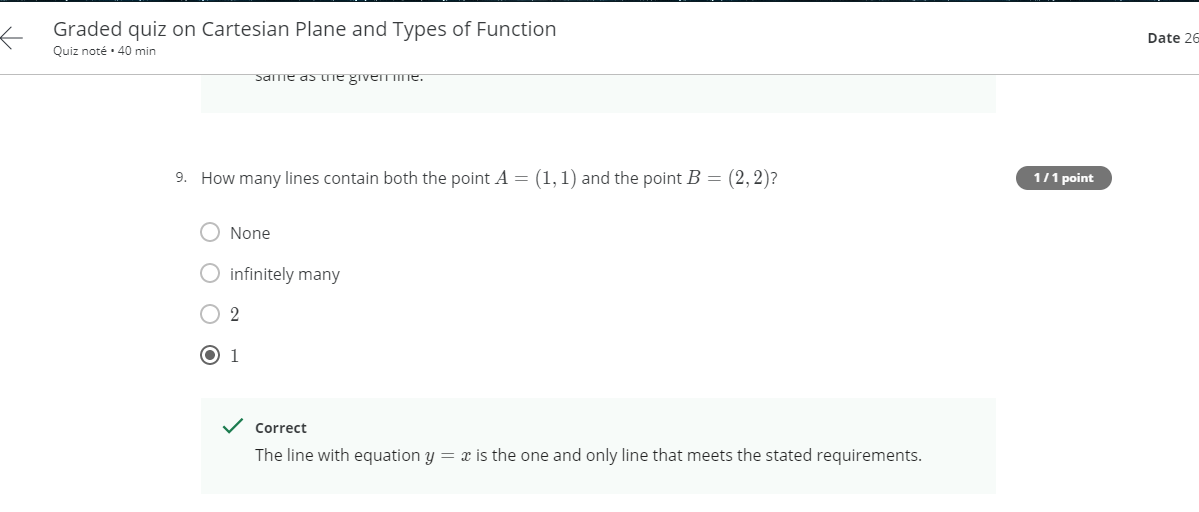 Graded quiz on Cartesian Plane and Types of Function
Quiz noté • 40 min
Date 26
same as the given line.
9. How many lines contain both the point A = (1, 1) and the point B = (2, 2)?
1 / 1 point
None
infinitely many
2
1
Correct
The line with equation y = x is the one and only line that meets the stated requirements.